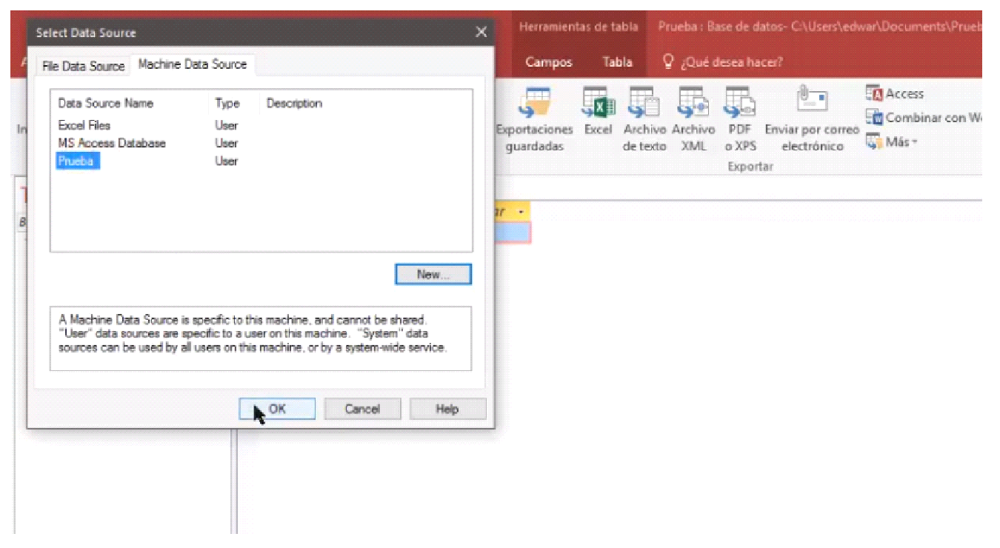 Select Data Source
File Data Source Machine Data Source
Data Source Name Type Description
Excel Files User
MS Access Database User
Prueba User
New...
A Machine Data Source is specific to this machine, and cannot be shared.
"User" data sources are specific to a user on this machine. "System" data
sources can be used by all users on this machine, or by a system-wide service.
OK Cancel Help
Herramientas de tabla Prueba : Base de datos- C:\Users\edwar\Documents\Prueb
Campos Tabla ¿Qué desea hacer?
Exportaciones guardadas
Excel
Archivo de texto
Archivo XML
PDF o XPS
Enviar por correo electrónico
Access
Combinar con W
Más
Exportar